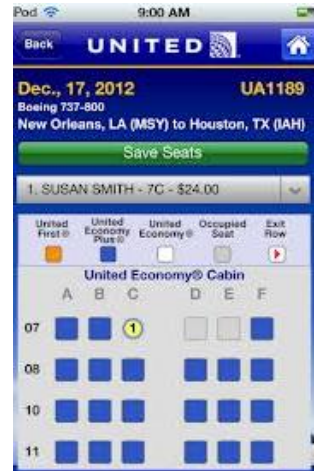 Pod 9:00 AM
Back UNITED
Dec., 17, 2012 UA1189
Boeing 737-800
New Orleans, LA (MSY) to Houston, TX (IAH)
Save Seats
1. SUSAN SMITH - 7C - $24.00
United First® United Economy Plus® United Economy® Occupied Seat Exit Row
United Economy® Cabin
A B C D E F
07 1
08
10
11